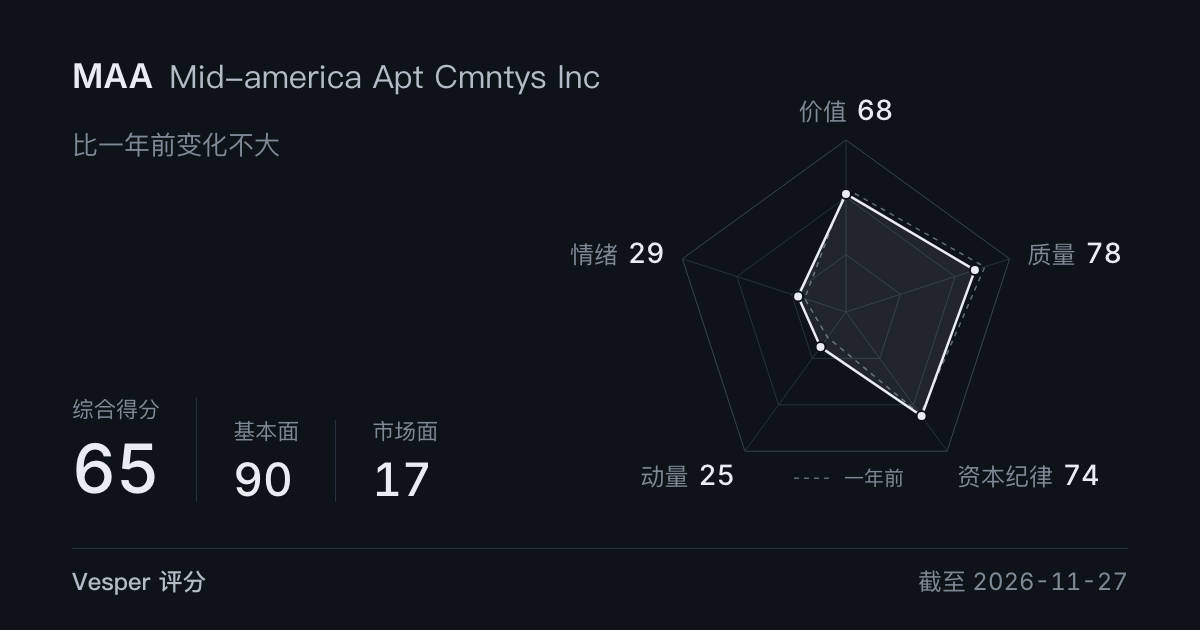 MAA Mid-america Apt Cmntys Inc
比一年前变化不大
价值 68
情绪 29
质量 78
动量 25
---- 一年前
资本纪律 74
综合得分
65
基本面
90
市场面
17
Vesper 评分
截至 2026-11-27